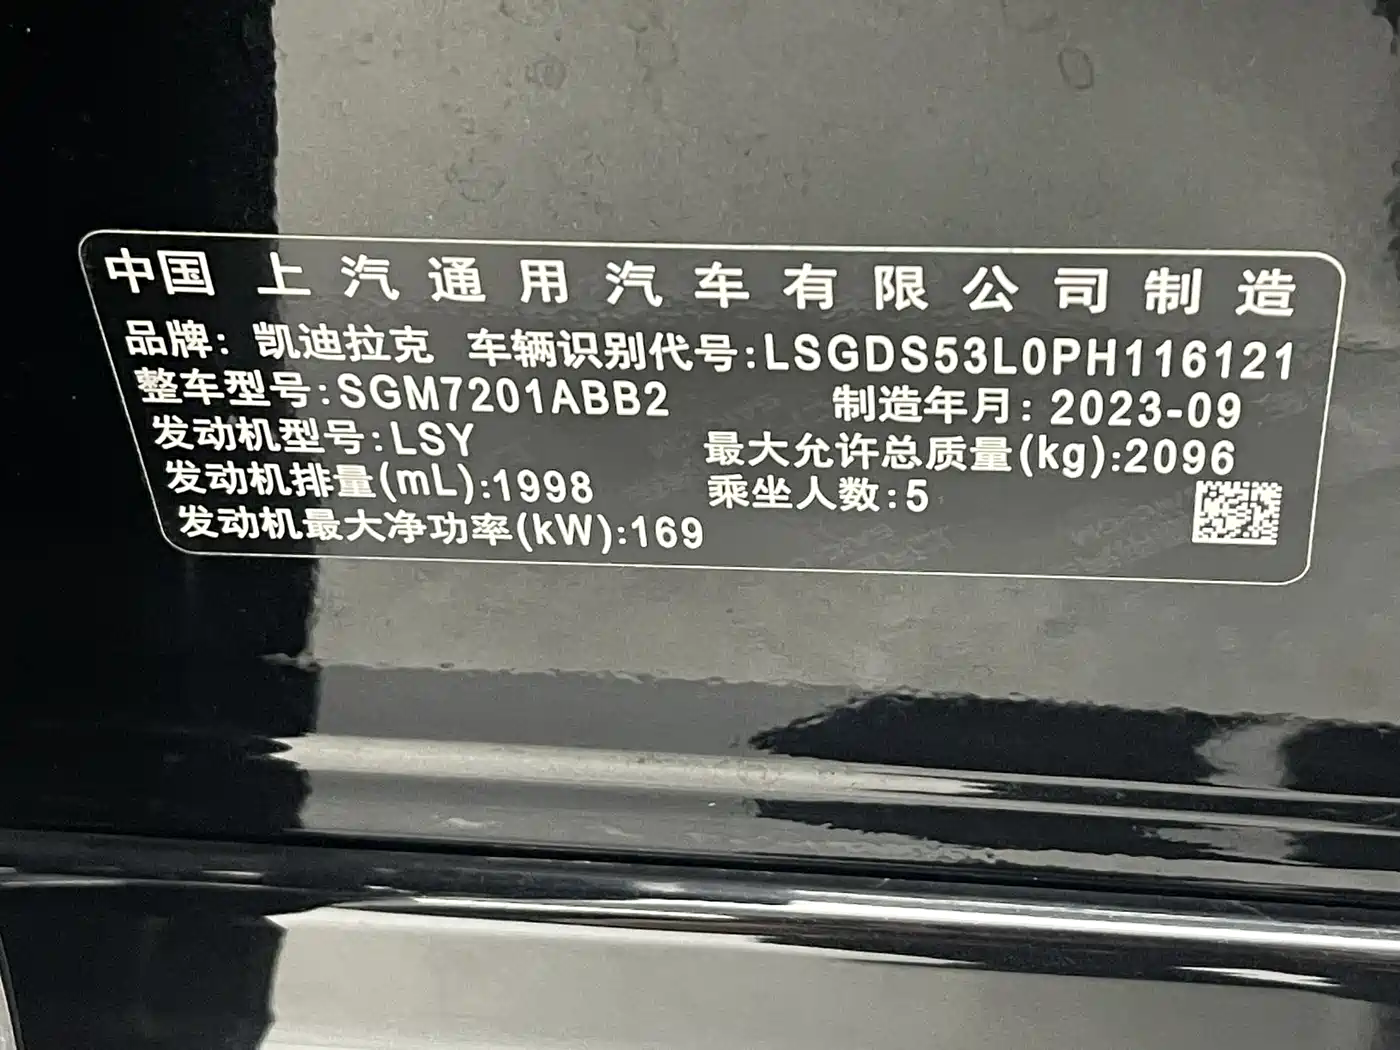 中国 上汽通用汽车有限公司制造
品牌: 凯迪拉克 车辆识别代号:LSGDS53L0PH116121
整车型号:SGM7201ABB2 制造年月: 2023-09
发动机型号:LSY 最大允许总质量(kg):2096
发动机排量(mL):1998 乘坐人数:5
发动机最大净功率(kW):169